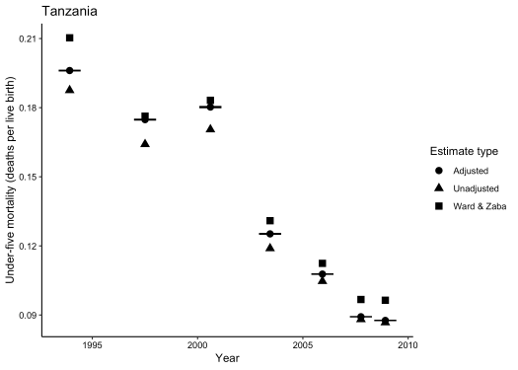 Tanzania
Under-five mortality (deaths per live birth)
0.21
0.18
0.15
0.12
0.09
1995
2000
2005
2010
Year
Estimate type
Adjusted
Unadjusted
Ward & Zaba